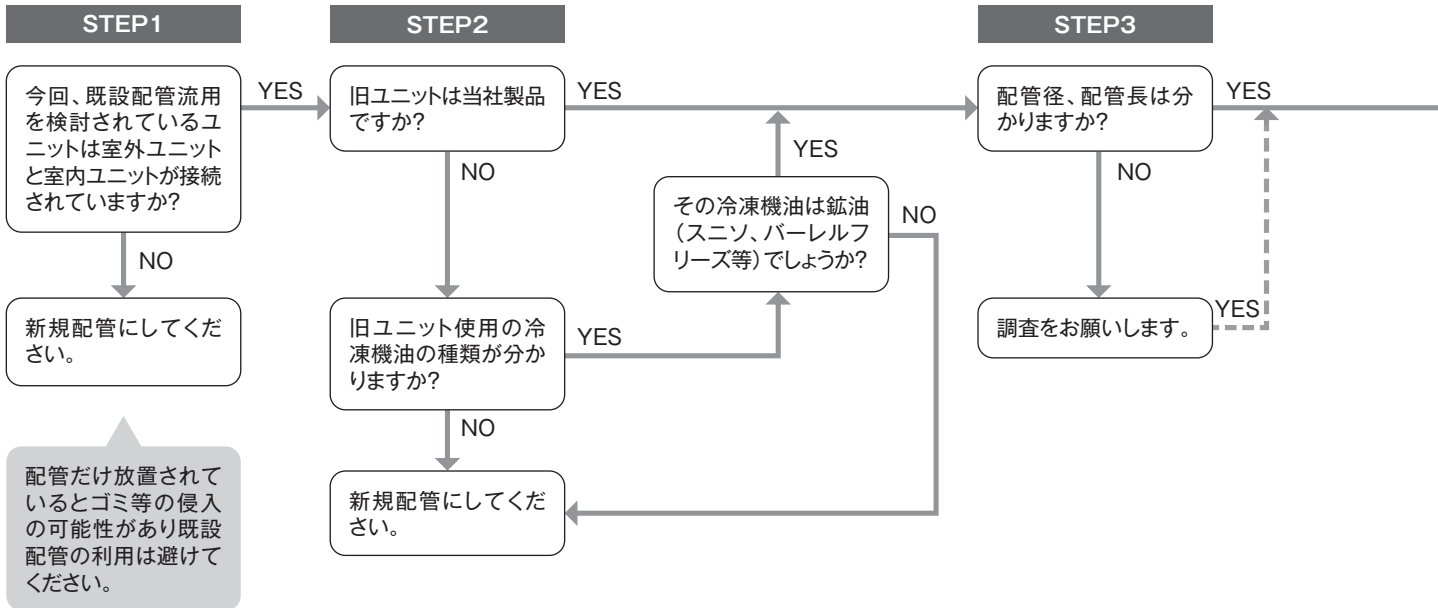 STEP1
今回、既設配管流用
を検討されているユ
ニットは室外ユニット
と室内ユニットが接続
されていますか?
YES
NO
新規配管にしてくだ
さい。
配管だけ放置されて
いるとゴミ等の侵入
の可能性があり既設
配管の利用は避けて
ください。
STEP2
旧ユニットは当社製品
ですか?
YES
NO
旧ユニット使用の冷
凍機油の種類が分か
りますか?
YES
NO
新規配管にしてくだ
さい。
その冷凍機油は鉱油
(スニソ、バーレルフ
リーズ等)でしょうか?
YES
NO
STEP3
配管径、配管長は分
かりますか?
YES
NO
調査をお願いします。
YES